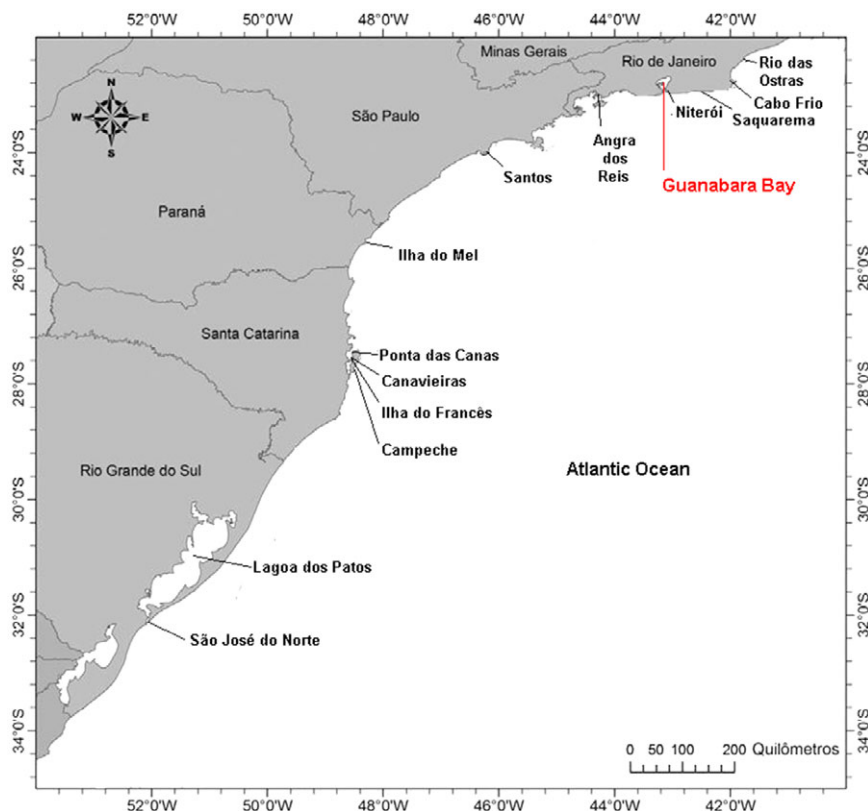 52°0'W 50°0'W 48°0'W 46°0'W 44°0'W 42°0'W
Minas Gerais
Rio de Janeiro
Rio das
Ostras
N
W E
S
São Paulo
Niterói
Cabo Frio
Saquarema
Angra
dos
Reis
Santos
Guanabara Bay
Paraná
Ilha do Mel
Santa Catarina
Ponta das Canas
Canavieiras
Ilha do Francês
Campeche
Rio Grande do Sul
Atlantic Ocean
Lagoa dos Patos
São José do Norte
0 50 100 200 Quilômetros
24°0'S
26°0'S
28°0'S
30°0'S
32°0'S
34°0'S
24°0'S
26°0'S
28°0'S
30°0'S
32°0'S
34°0'S
52°0'W 50°0'W 48°0'W 46°0'W 44°0'W 42°0'W